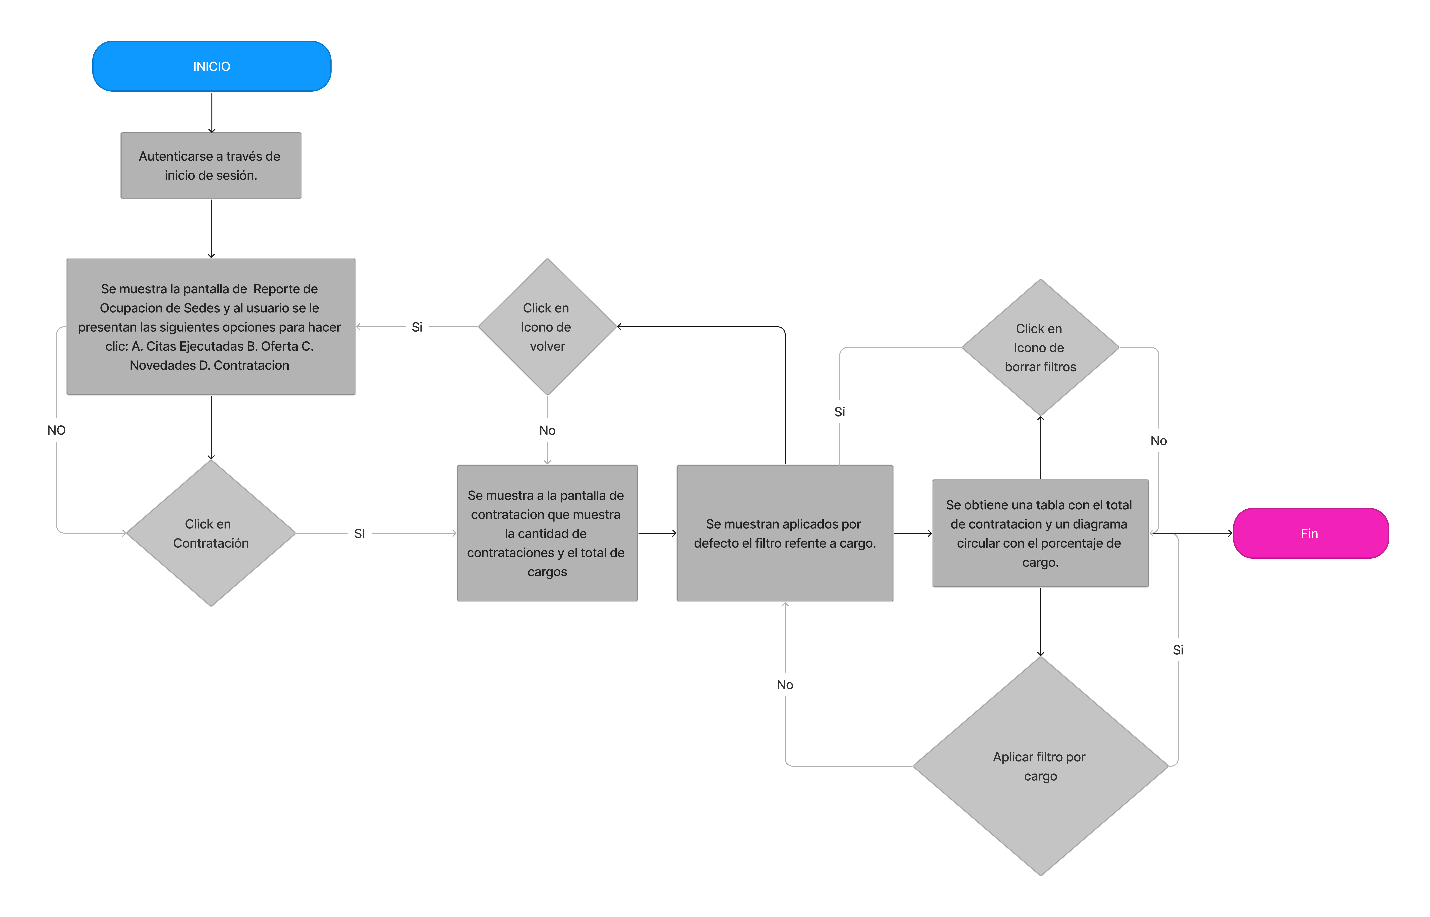 INICIO
Autenticarse a través de
inicio de sesión.
Se muestra la pantalla de Reporte de
Ocupacion de Sedes y al usuario se le
presentan las siguientes opciones para hacer
clic: A. Citas Ejecutadas B. Oferta C.
Novedades D. Contratacion
NO
Click en
Contratación
SI
Click en
Icono de
volver
Si
No
Se muestra a la pantalla de
contratacion que muestra
la cantidad de
contrataciones y el total de
cargos
Se muestran aplicados por
defecto el filtro refente a cargo.
Click en
Icono de
borrar filtros
Si
No
Se obtiene una tabla con el total
de contratacion y un diagrama
circular con el porcentaje de
cargo.
Fin
Si
No
Aplicar filtro por
cargo